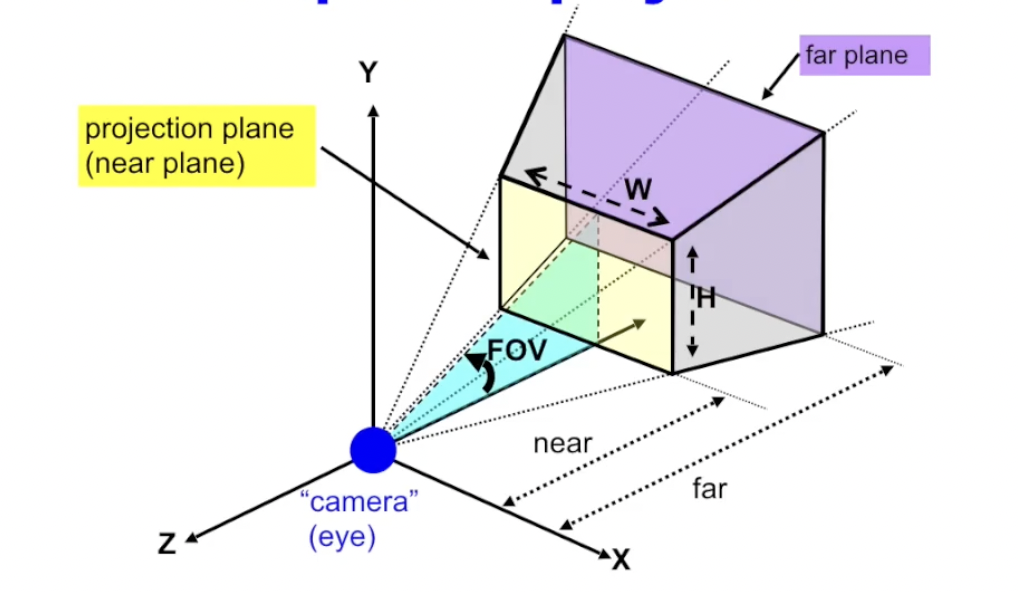 far plane
Y
projection plane
(near plane)
W
H
FOV
near
far
“camera”
(eye)
Z
X